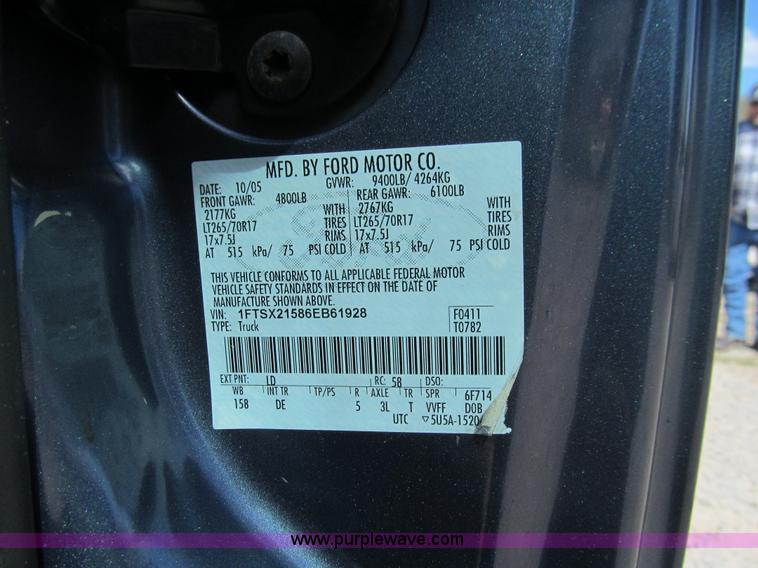 MFD. BY FORD MOTOR CO.
DATE: 10/05 GVWR: 9400LB/ 4264KG
FRONT GAWR: 4800LB REAR GAWR: 6100LB
2177KG WITH 2767KG WITH
LT265/70R17 TIRES LT265/70R17 TIRES
17x7.5J RIMS 17x7.5J RIMS
AT 515 kPa/ 75 PSI COLD AT 515 kPa/ 75 PSI COLD
THIS VEHICLE CONFORMS TO ALL APPLICABLE FEDERAL MOTOR
VEHICLE SAFETY STANDARDS IN EFFECT ON THE DATE OF
MANUFACTURE SHOWN ABOVE.
VIN: 1FTSX21586EB61928 F0411
TYPE: Truck T0782
EXT PNT: LD RC: 58 DSO:
WB INT TR TP/PS R AXLE TR SPR 6F714
158 DE 5 3L T VVFF DOB
UTC ▽5U5A-1520
www.purplewave.com